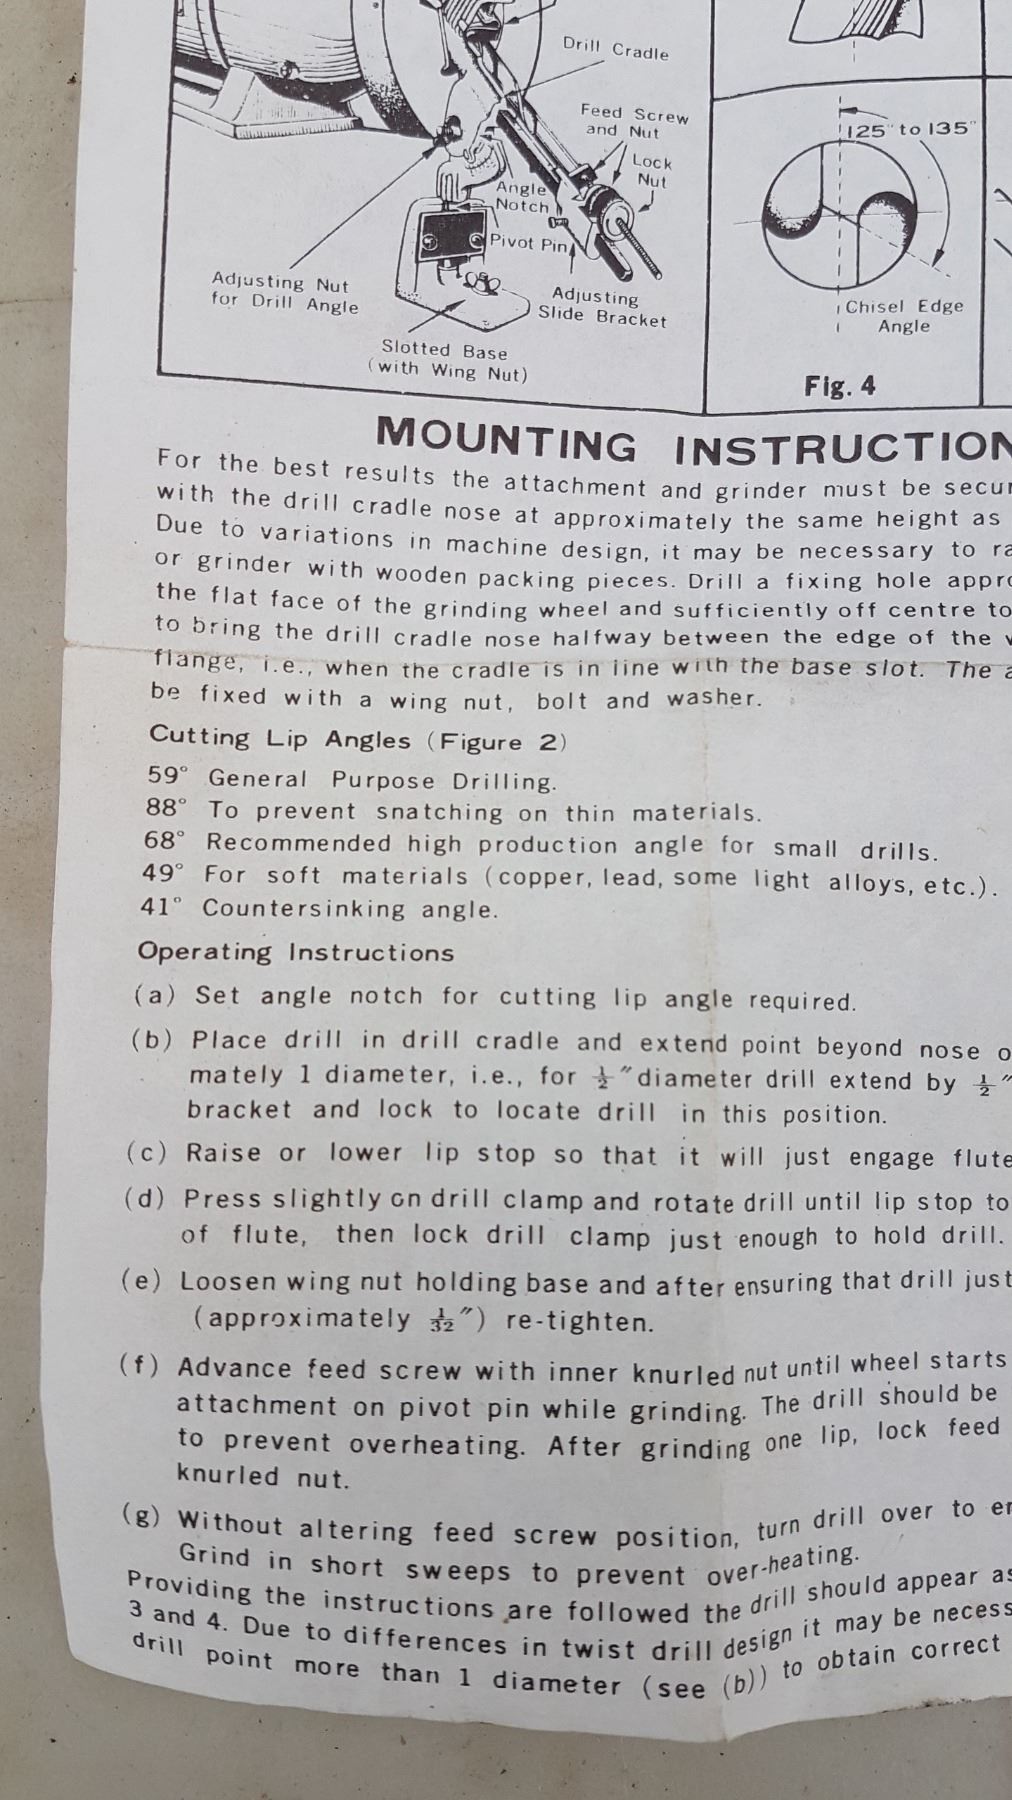 Drill Cradle
Feed Screw
and Nut
Lock
Nut
Angle
Notch
Pivot Pin
Adjusting Nut
for Drill Angle
Adjusting
Slide Bracket
Slotted Base
(with Wing Nut)
125° to 135°
Chisel Edge
Angle
Fig. 4
MOUNTING INSTRUCTION
For the best results the attachment and grinder must be secur
with the drill cradle nose at approximately the same height as
Due to variations in machine design, it may be necessary to ra
or grinder with wooden packing pieces. Drill a fixing hole appro
the flat face of the grinding wheel and sufficiently off centre to
to bring the drill cradle nose halfway between the edge of the
flange, i.e., when the cradle is in line with the base slot. The a
be fixed with a wing nut, bolt and washer.
Cutting Lip Angles (Figure 2)
59° General Purpose Drilling.
88° To prevent snatching on thin materials.
68° Recommended high production angle for small drills.
49° For soft materials (copper, lead, some light alloys, etc.).
41° Countersinking angle.
Operating Instructions
(a) Set angle notch for cutting lip angle required.
(b) Place drill in drill cradle and extend point beyond nose o
mately 1 diameter, i.e., for ½″ diameter drill extend by ½″
bracket and lock to locate drill in this position.
(c) Raise or lower lip stop so that it will just engage flute
(d) Press slightly on drill clamp and rotate drill until lip stop to
of flute, then lock drill clamp just enough to hold drill.
(e) Loosen wing nut holding base and after ensuring that drill just
(approximately 1/32″) re-tighten.
(f) Advance feed screw with inner knurled nut until wheel starts
attachment on pivot pin while grinding. The drill should be
to prevent overheating. After grinding one lip, lock feed
knurled nut.
(g) Without altering feed screw position, turn drill over to en
Grind in short sweeps to prevent over-heating.
Providing the instructions are followed the drill should appear as
3 and 4. Due to differences in twist drill design it may be necess
drill point more than 1 diameter (see (b)) to obtain correct